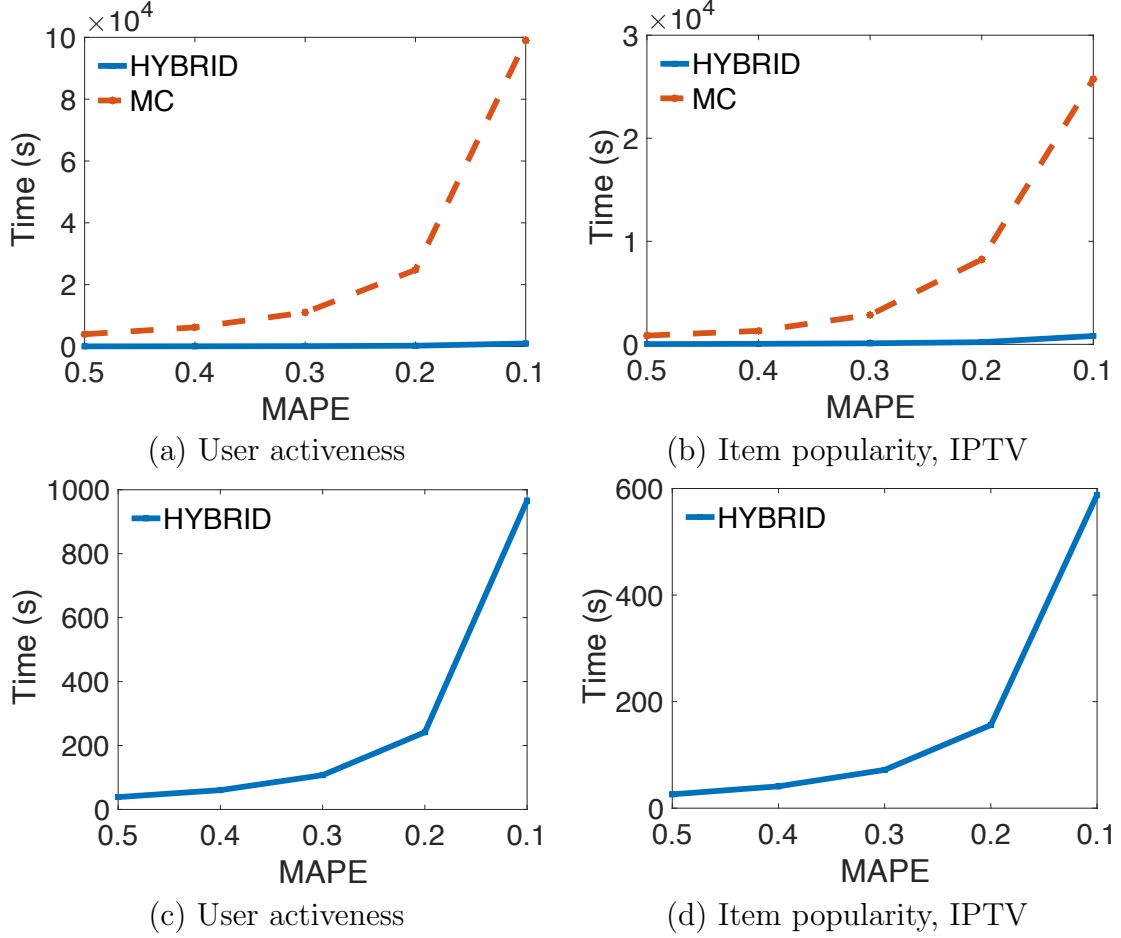 ×10⁴
10
8
6
4
2
0
Time (s)
HYBRID
MC
0.5 0.4 0.3 0.2 0.1
MAPE
(a) User activeness
×10⁴
3
2
1
0
Time (s)
HYBRID
MC
0.5 0.4 0.3 0.2 0.1
MAPE
(b) Item popularity, IPTV
1000
800
600
400
200
0
Time (s)
HYBRID
0.5 0.4 0.3 0.2 0.1
MAPE
(c) User activeness
600
400
200
0
Time (s)
HYBRID
0.5 0.4 0.3 0.2 0.1
MAPE
(d) Item popularity, IPTV